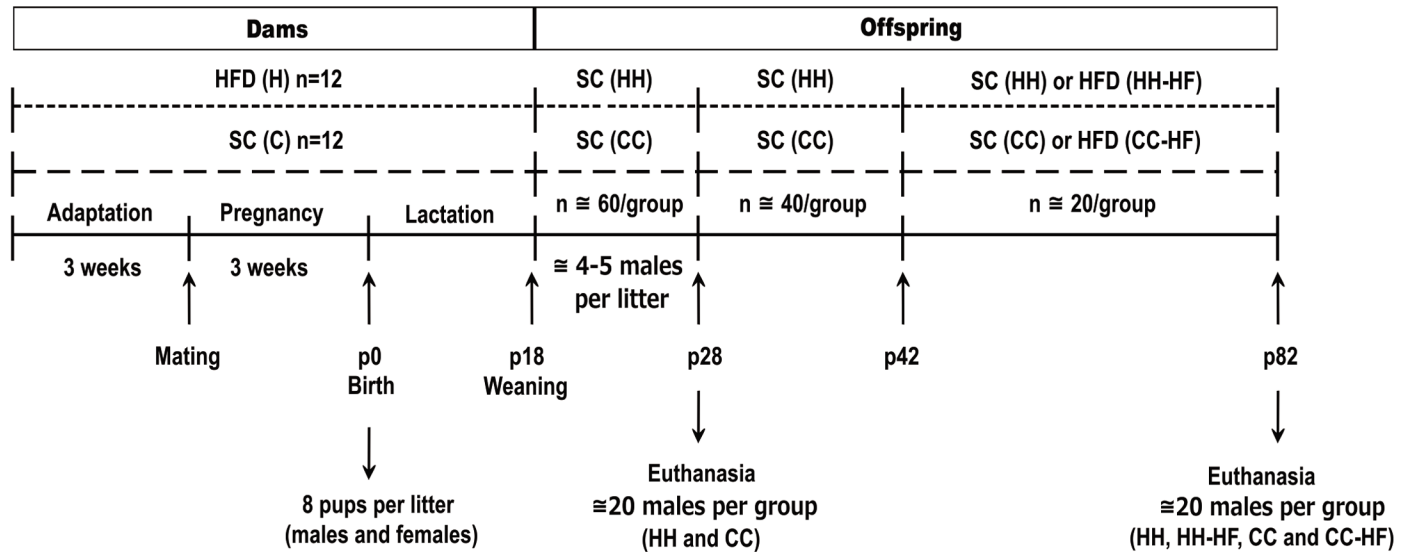 Dams
Offspring
HFD (H) n=12
SC (HH)
SC (HH)
SC (HH) or HFD (HH-HF)
SC (C) n=12
SC (CC)
SC (CC)
SC (CC) or HFD (CC-HF)
Adaptation
Pregnancy
Lactation
n ≅ 60/group
n ≅ 40/group
n ≅ 20/group
3 weeks
3 weeks
≅ 4-5 males
per litter
Mating
p0
Birth
p18
Weaning
p28
p42
p82
8 pups per litter
(males and females)
Euthanasia
≅20 males per group
(HH and CC)
Euthanasia
≅20 males per group
(HH, HH-HF, CC and CC-HF)